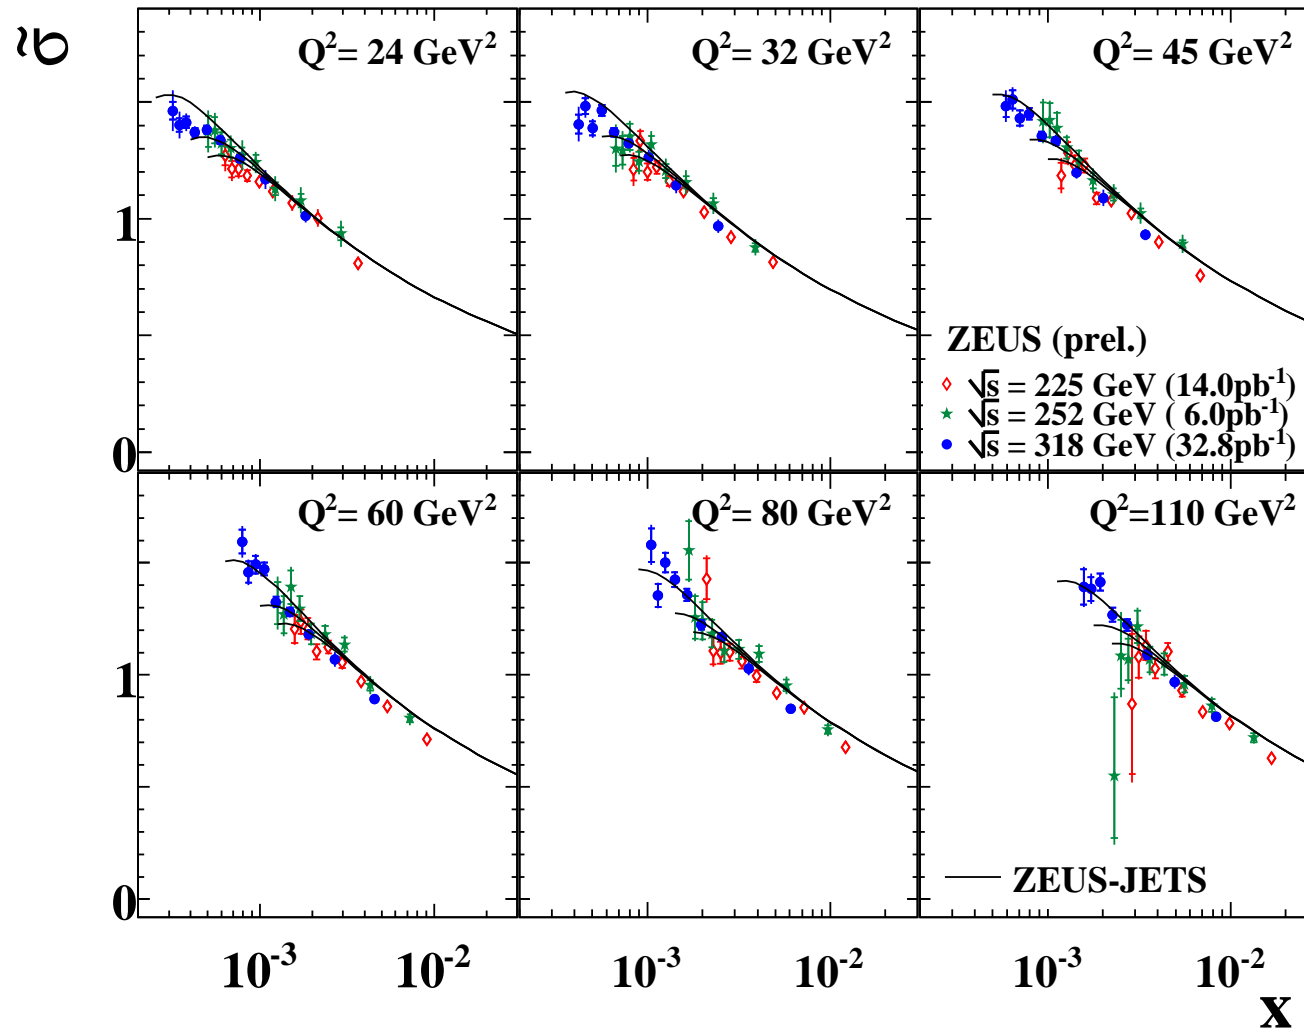 σ̃
Q²= 24 GeV²
Q²= 32 GeV²
Q²= 45 GeV²
1
ZEUS (prel.)
√s = 225 GeV (14.0pb⁻¹)
√s = 252 GeV ( 6.0pb⁻¹)
√s = 318 GeV (32.8pb⁻¹)
0
Q²= 60 GeV²
Q²= 80 GeV²
Q²=110 GeV²
1
ZEUS-JETS
0
10⁻³ 10⁻² 10⁻³ 10⁻² 10⁻³ 10⁻²
x